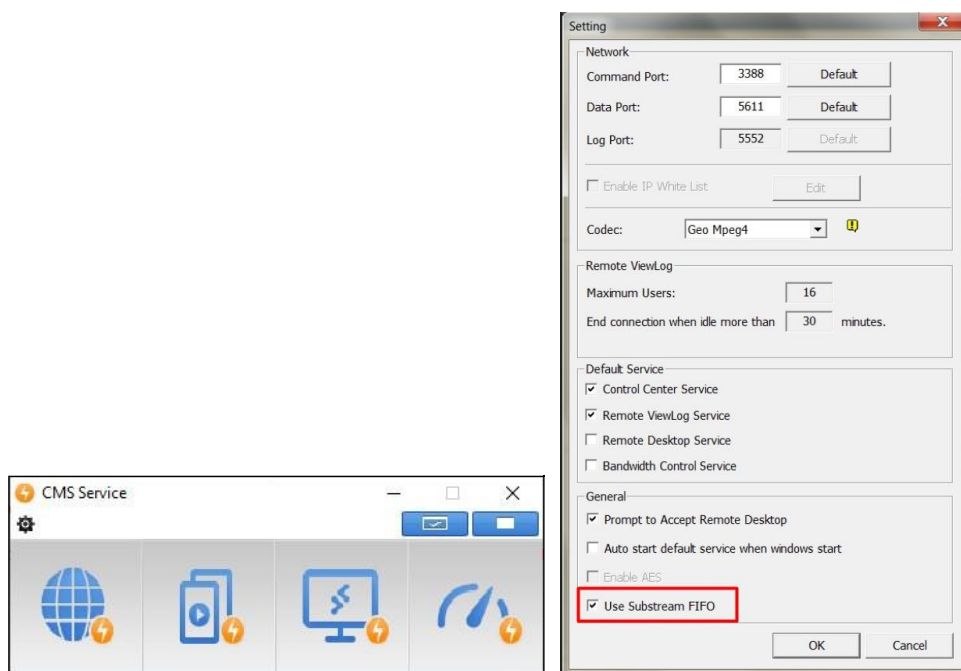 CMS Service
Setting
Network
Command Port: 3388 Default
Data Port: 5611 Default
Log Port: 5552 Default
Enable IP White List Edit
Codec: Geo Mpeg4
Remote ViewLog
Maximum Users: 16
End connection when idle more than 30 minutes.
Default Service
Control Center Service
Remote ViewLog Service
Remote Desktop Service
Bandwidth Control Service
General
Prompt to Accept Remote Desktop
Auto start default service when windows start
Enable AES
Use Substream FIFO
OK Cancel